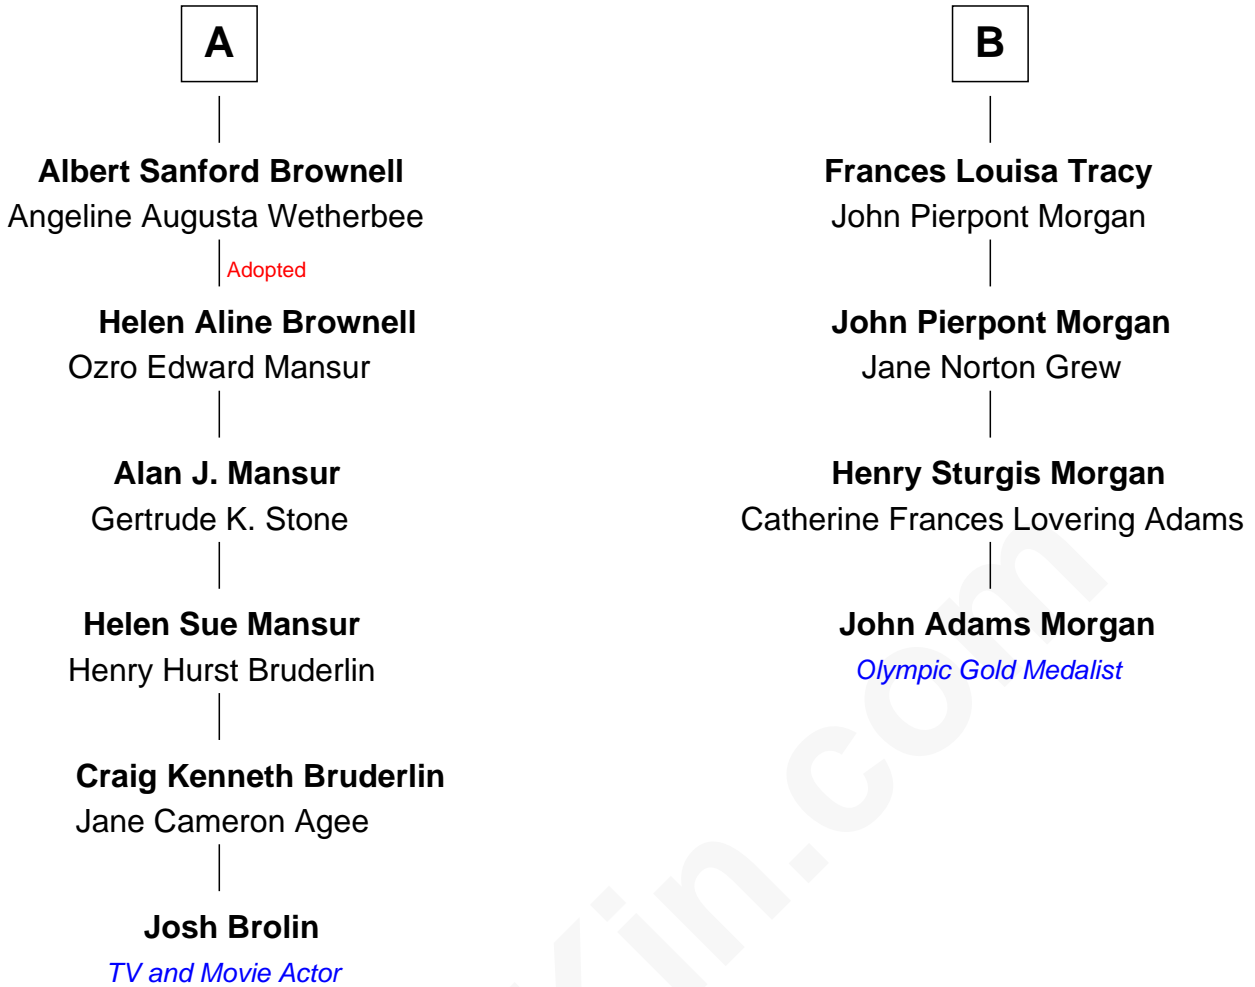 A
Albert Sanford Brownell
Angeline Augusta Wetherbee
Adopted
Helen Aline Brownell
Ozro Edward Mansur
Alan J. Mansur
Gertrude K. Stone
Helen Sue Mansur
Henry Hurst Bruderlin
Craig Kenneth Bruderlin
Jane Cameron Agee
Josh Brolin
TV and Movie Actor
B
Frances Louisa Tracy
John Pierpont Morgan
John Pierpont Morgan
Jane Norton Grew
Henry Sturgis Morgan
Catherine Frances Lovering Adams
John Adams Morgan
Olympic Gold Medalist
Kin.com